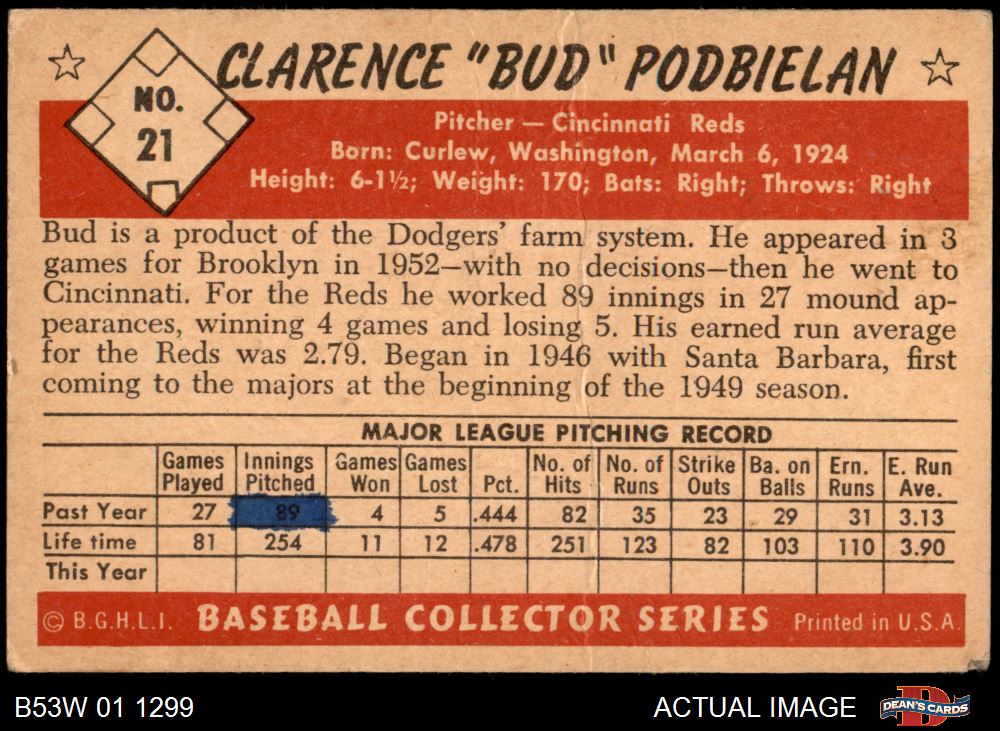 CLARENCE "BUD" PODBIELAN
NO.
21
Pitcher — Cincinnati Reds
Born: Curlew, Washington, March 6, 1924
Height: 6-1½; Weight: 170; Bats: Right; Throws: Right
Bud is a product of the Dodgers' farm system. He appeared in 3
games for Brooklyn in 1952—with no decisions—then he went to
Cincinnati. For the Reds he worked 89 innings in 27 mound ap-
pearances, winning 4 games and losing 5. His earned run average
for the Reds was 2.79. Began in 1946 with Santa Barbara, first
coming to the majors at the beginning of the 1949 season.
MAJOR LEAGUE PITCHING RECORD
Games Played Innings Pitched Games Won Games Lost Pct. No. of Hits No. of Runs Strike Outs Ba. on Balls Ern. Runs E. Run Ave.
Past Year 27 89 4 5 .444 82 35 23 29 31 3.13
Life time 81 254 11 12 .478 251 123 82 103 110 3.90
This Year
© B.G.H.L.I. BASEBALL COLLECTOR SERIES Printed in U.S.A.
B53W 01 1299 ACTUAL IMAGE DEAN'S CARDS